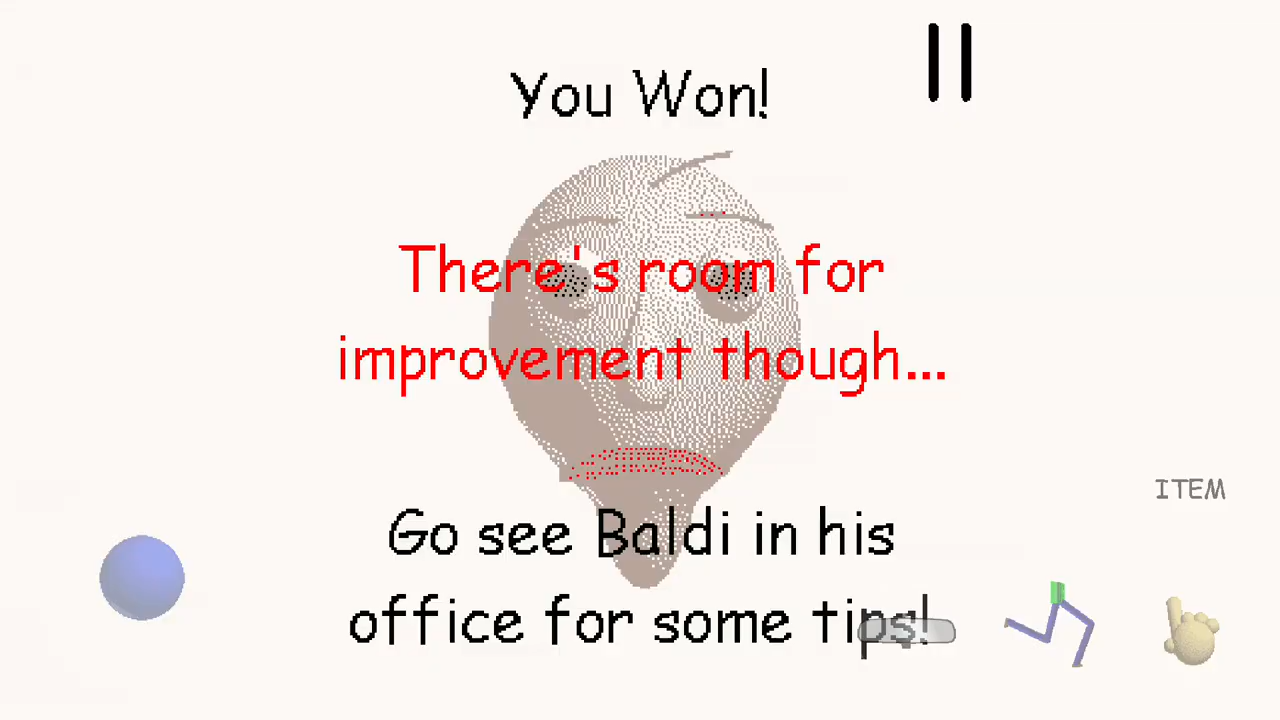 You Won!
There's room for
improvement though...
ITEM
Go see Baldi in his
office for some tips!